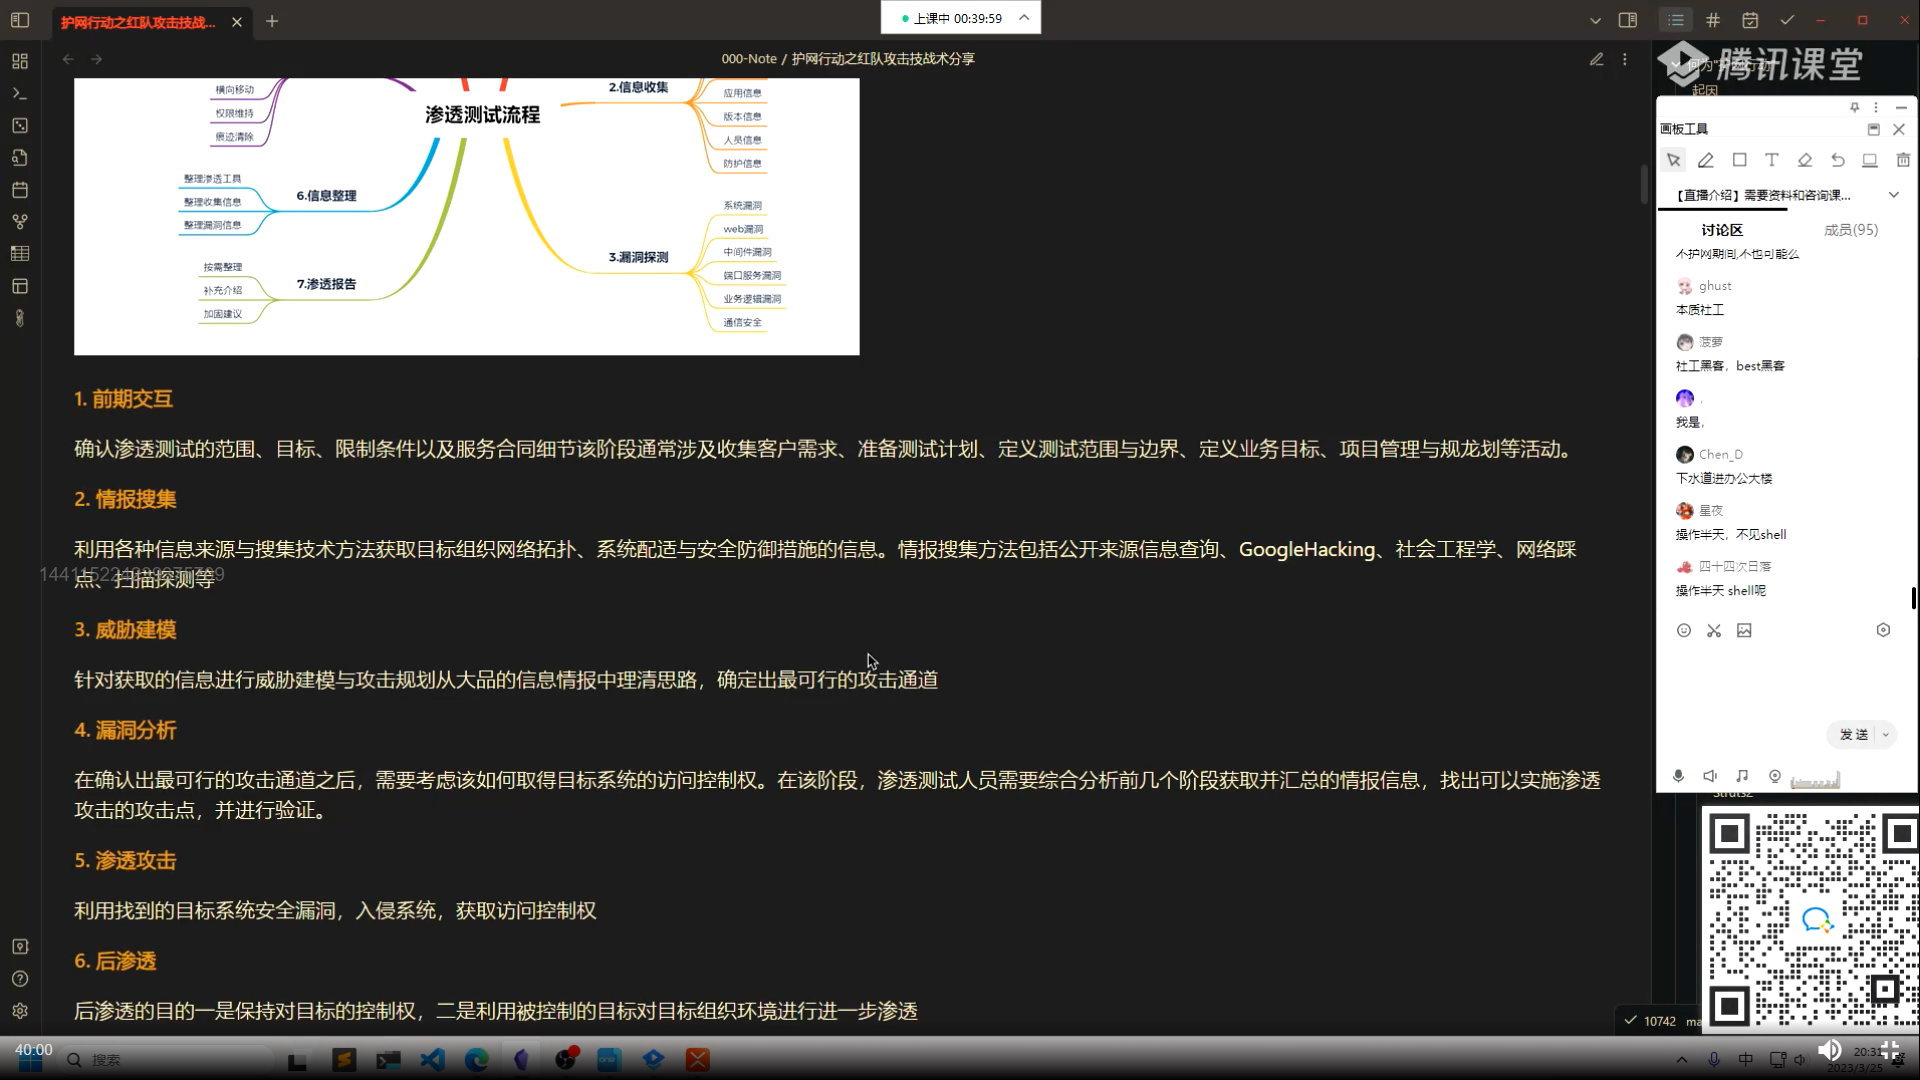 护网行动之红队攻击技战...
上课中 00:39:59
000-Note / 护网行动之红队攻击技战术分享
腾讯课堂
起因
横向移动
权限维持
痕迹清除
渗透测试流程
2.信息收集
应用信息
版本信息
人员信息
防护信息
整理渗透工具
整理收集信息
整理漏洞信息
6.信息整理
按需整理
补充介绍
加固建议
7.渗透报告
3.漏洞探测
系统漏洞
web漏洞
中间件漏洞
端口服务漏洞
业务逻辑漏洞
通信安全
1. 前期交互
确认渗透测试的范围、目标、限制条件以及服务合同细节该阶段通常涉及收集客户需求、准备测试计划、定义测试范围与边界、定义业务目标、项目管理与规龙划等活动。
2. 情报搜集
利用各种信息来源与搜集技术方法获取目标组织网络拓扑、系统配适与安全防御措施的信息。情报搜集方法包括公开来源信息查询、GoogleHacking、社会工程学、网络踩
点、扫描探测等
3. 威胁建模
针对获取的信息进行威胁建模与攻击规划从大品的信息情报中理清思路，确定出最可行的攻击通道
4. 漏洞分析
在确认出最可行的攻击通道之后，需要考虑该如何取得目标系统的访问控制权。在该阶段，渗透测试人员需要综合分析前几个阶段获取并汇总的情报信息，找出可以实施渗透
攻击的攻击点，并进行验证。
5. 渗透攻击
利用找到的目标系统安全漏洞，入侵系统，获取访问控制权
6. 后渗透
后渗透的目的一是保持对目标的控制权，二是利用被控制的目标对目标组织环境进行进一步渗透
画板工具
【直播介绍】需要资料和咨询课...
讨论区 成员(95)
不护网期间,不也可能么
ghust
本质社工
菠萝
社工黑客，best黑客
,
我是,
Chen_D
下水道进办公大楼
星夜
操作半天，不见shell
四十四次日落
操作半天 shell呢
发送
Struts2
10742
40:00
搜索
中
20:31
2023/3/25